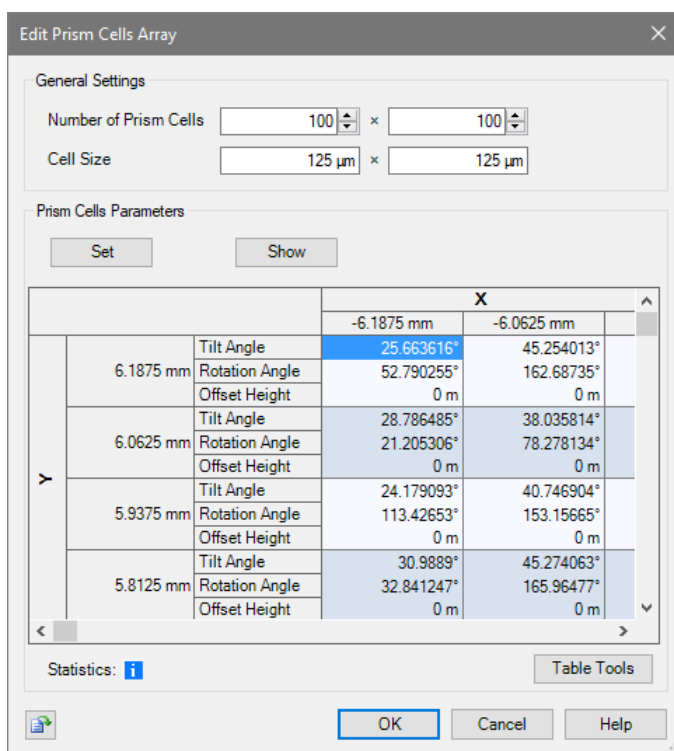 Edit Prism Cells Array
General Settings
Number of Prism Cells 100 × 100
Cell Size 125 µm × 125 µm
Prism Cells Parameters
Set Show
X
-6.1875 mm -6.0625 mm
Tilt Angle 25.663616° 45.254013°
6.1875 mm Rotation Angle 52.790255° 162.68735°
Offset Height 0 m 0 m
Tilt Angle 28.786485° 38.035814°
6.0625 mm Rotation Angle 21.205306° 78.278134°
Offset Height 0 m 0 m
Y
Tilt Angle 24.179093° 40.746904°
5.9375 mm Rotation Angle 113.42653° 153.15665°
Offset Height 0 m 0 m
Tilt Angle 30.9889° 45.274063°
5.8125 mm Rotation Angle 32.841247° 165.96477°
Offset Height 0 m 0 m
Statistics: i Table Tools
OK Cancel Help